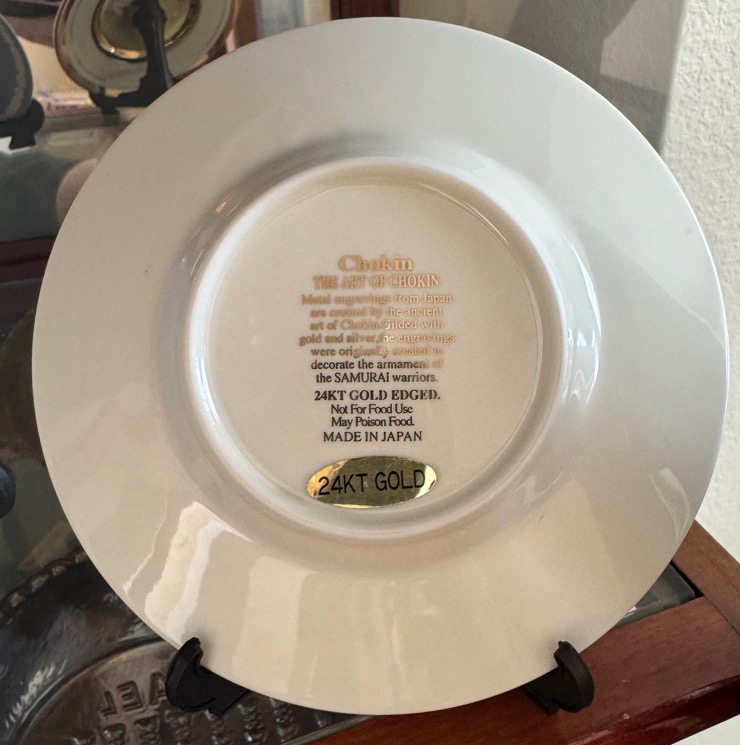 Chokin
THE ART OF CHOKIN
Metal engravings from Japan
are created by the ancient
art of Chokin. Gilded with
gold and silver, the engravings
were originally created to
decorate the armament of
the SAMURAI warriors.
24KT GOLD EDGED.
Not For Food Use
May Poison Food.
MADE IN JAPAN
24KT GOLD